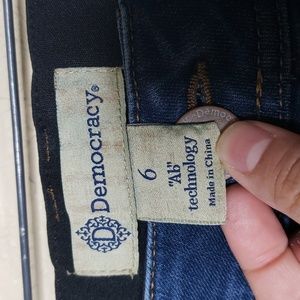 Democracy®
D
6
"Ab"
technology
Made in China
Democ